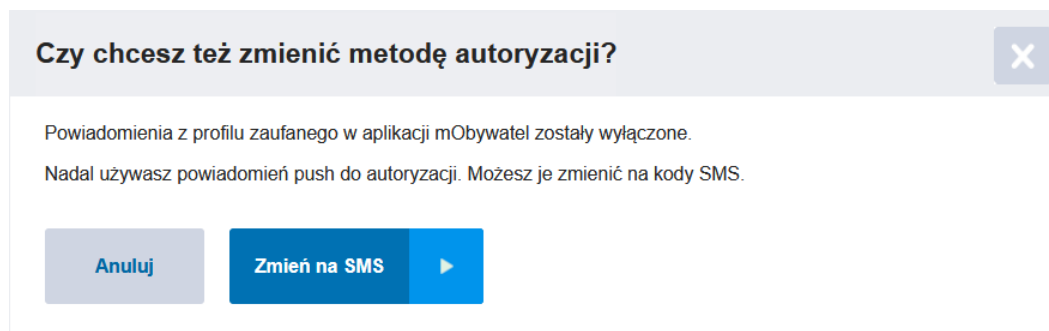 Czy chcesz też zmienić metodę autoryzacji?
Powiadomienia z profilu zaufanego w aplikacji mObywatel zostały wyłączone.
Nadal używasz powiadomień push do autoryzacji. Możesz je zmienić na kody SMS.
Anuluj
Zmień na SMS